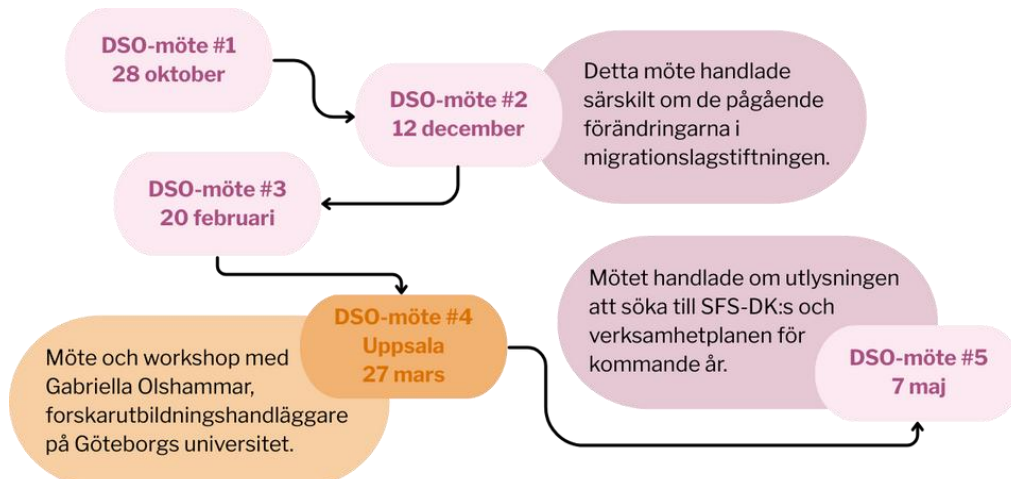 DSO-möte #1
28 oktober
DSO-möte #2
12 december
Detta möte handlade
särskilt om de pågående
förändringarna i
migrationslagstiftningen.
DSO-möte #3
20 februari
DSO-möte #4
Uppsala
27 mars
Möte och workshop med
Gabriella Olshammar,
forskarutbildningshandläggare
på Göteborgs universitet.
Mötet handlade om utlysningen
att söka till SFS-DK:s och
verksamhetplanen för
kommande år.
DSO-möte #5
7 maj